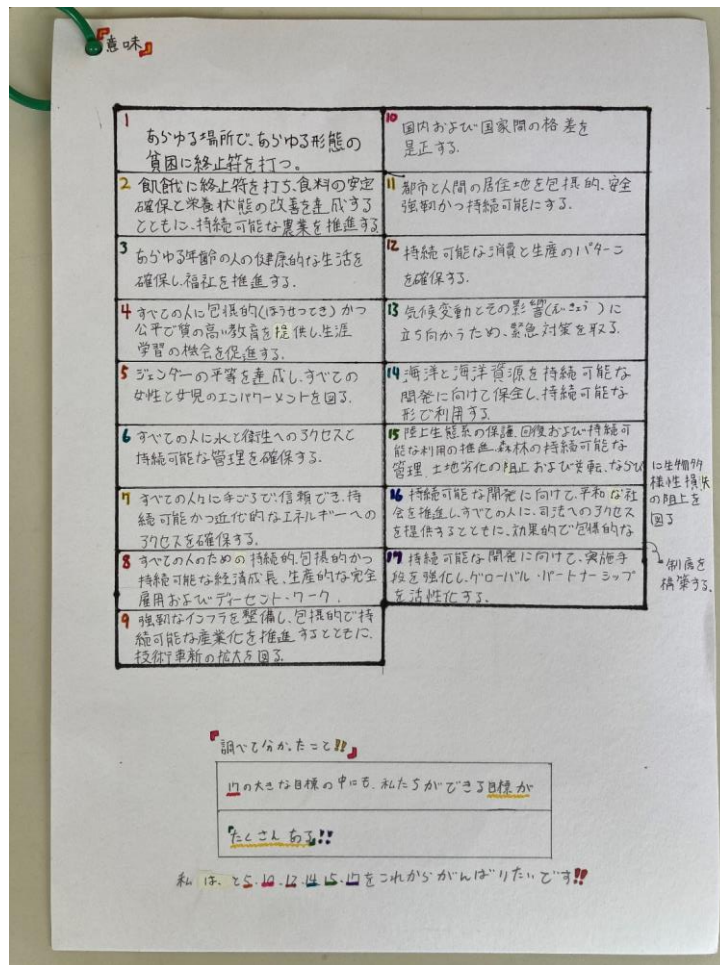 『意味』
1
あらゆる場所で、あらゆる形態の
貧困に終止符を打つ。
2 飢餓に終止符を打ち、食料の安定
確保と栄養状態の改善を達成する
とともに、持続可能な農業を推進する
3 あらゆる年齢の人の健康的な生活を
確保し、福祉を推進する。
4 すべての人に包摂的(ほうせつてき)かつ
公平で質の高い教育を提供し、生涯
学習の機会を促進する。
5 ジェンダーの平等を達成し、すべての
女性と女児のエンパワーメントを図る。
6 すべての人に水と衛生へのアクセスと
持続可能な管理を確保する。
7 すべての人々に手ごろで、信頼でき、持
続可能かつ近代的なエネルギーへの
アクセスを確保する。
8 すべての人のための持続的、包摂的かつ
持続可能な経済成長、生産的な完全
雇用およびディーセント・ワーク。
9 強靭なインフラを整備し、包摂的で持
続可能な産業化を推進するとともに、
技術革新の拡大を図る。
10 国内および国家間の格差を
是正する。
11 都市と人間の居住地を包摂的、安全
強靭かつ持続可能にする。
12 持続可能な消費と生産のパターン
を確保する。
13 気候変動とその影響(えいきょう)に
立ち向かうため、緊急対策を取る。
14 海洋と海洋資源を持続可能な
開発に向けて保全し、持続可能な
形で利用する。
15 陸上生態系の保護、回復および持続可
能な利用の推進、森林の持続可能な
管理、土地劣化の阻止および逆転、ならび
に生物多
様性損失
の阻止を
図る
16 持続可能な開発に向けて、平和な社
会を推進し、すべての人に、司法へのアクセス
を提供するとともに、効果的で包摂的な
制度を
構築する。
17 持続可能な開発に向けて、実施手
段を強化し、グローバル・パートナーシップ
を活性化する。
『調べて分かったこと!!』
17の大きな目標の中にも、私たちができる目標が
たくさんある!!
私は、と5.10.12.14.15.17をこれからがんばりたいです!!